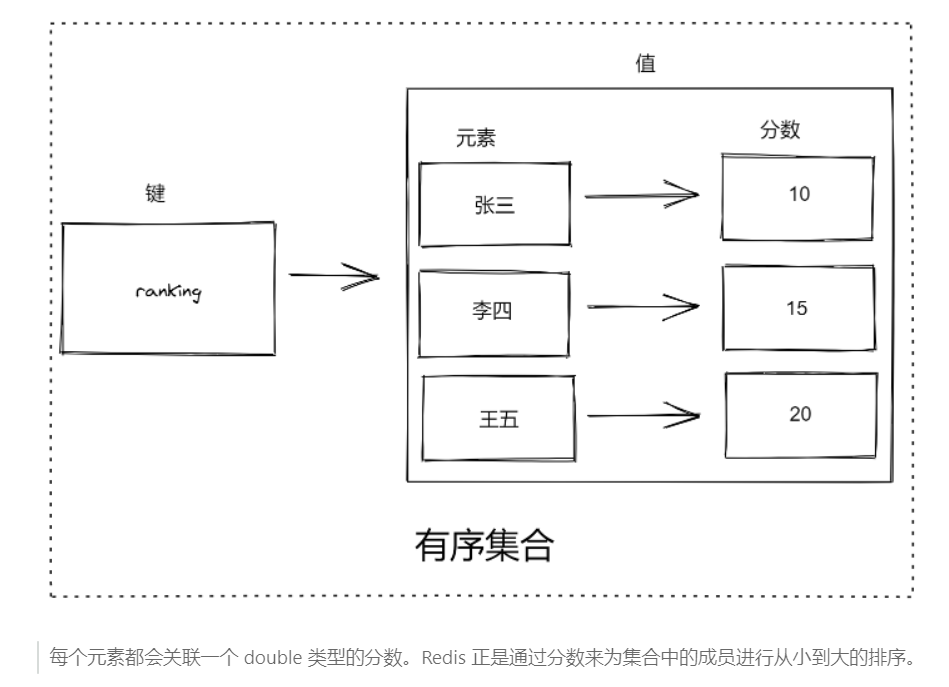 值
元素
分数
键
张三
10
ranking
李四
15
王五
20
有序集合
每个元素都会关联一个 double 类型的分数。Redis 正是通过分数来为集合中的成员进行从小到大的排序。